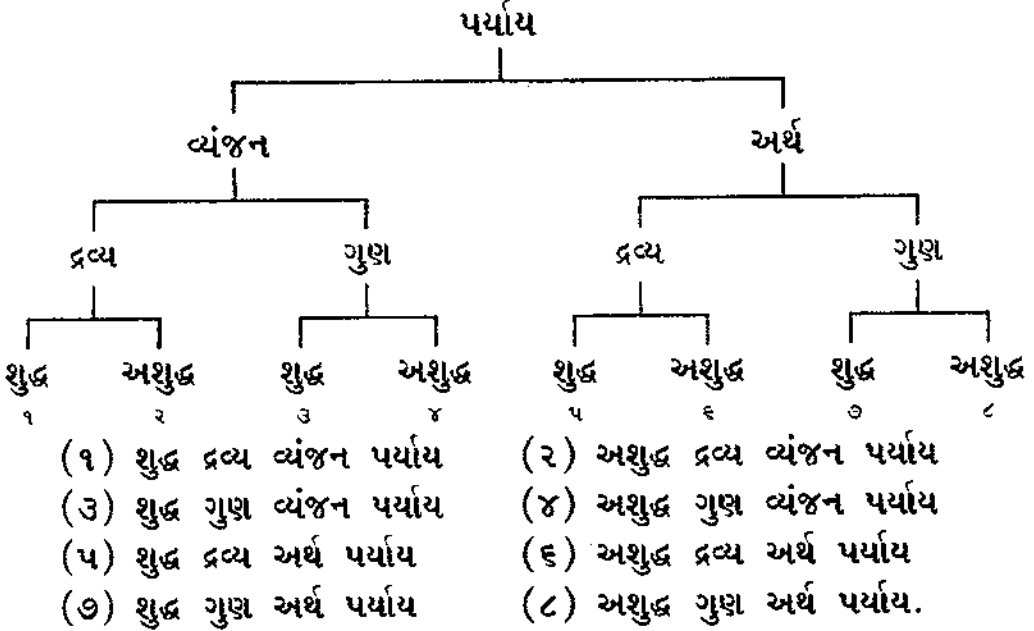 પર્યાય
વ્યંજન અર્થ
દ્રવ્ય ગુણ દ્રવ્ય ગુણ
શુદ્ધ અશુદ્ધ શુદ્ધ અશુદ્ધ શુદ્ધ અશુદ્ધ શુદ્ધ અશુદ્ધ
૧ ૨ ૩ ૪ ૫ ૬ ૭ ૮
(૧) શુદ્ધ દ્રવ્ય વ્યંજન પર્યાય (૨) અશુદ્ધ દ્રવ્ય વ્યંજન પર્યાય
(૩) શુદ્ધ ગુણ વ્યંજન પર્યાય (૪) અશુદ્ધ ગુણ વ્યંજન પર્યાય
(૫) શુદ્ધ દ્રવ્ય અર્થ પર્યાય (૬) અશુદ્ધ દ્રવ્ય અર્થ પર્યાય
(૭) શુદ્ધ ગુણ અર્થ પર્યાય (૮) અશુદ્ધ ગુણ અર્થ પર્યાય.